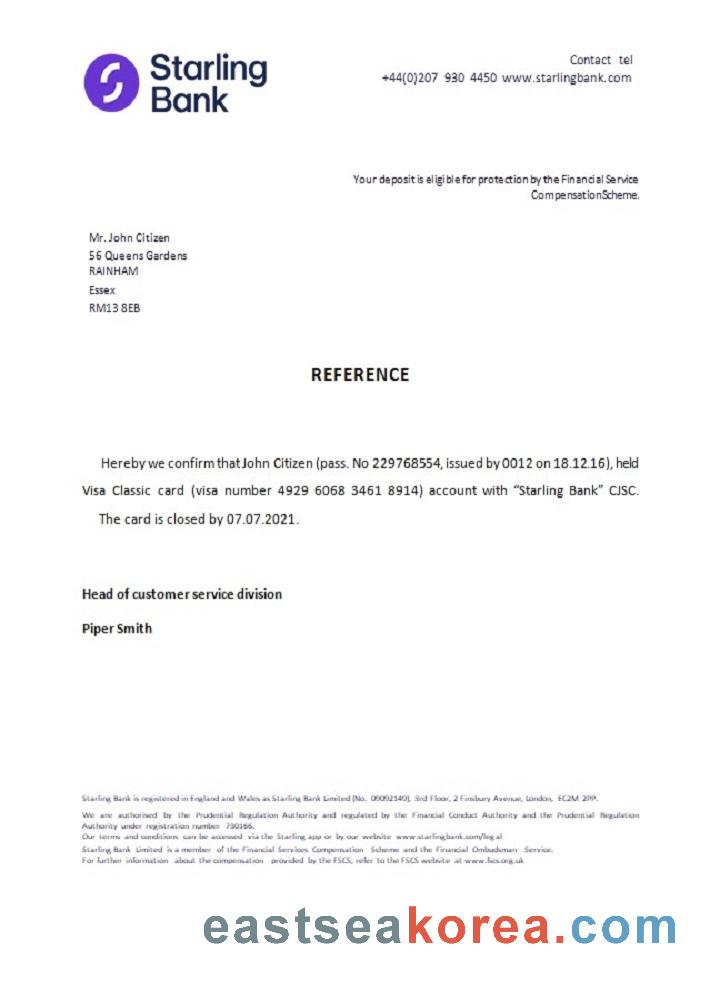 Starling
Bank
Contact tel
+44(0)207 930 4450 www.starlingbank.com
Your deposit is eligible for protection by the Financial Service
Compensation Scheme.
Mr. John Citizen
56 Queens Gardens
RAINHAM
Essex
RM13 8EB
REFERENCE
Hereby we confirm that John Citizen (pass. No 229768554, issued by 0012 on 18.12.16), held
Visa Classic card (visa number 4929 6068 3461 8914) account with “Starling Bank” CJSC.
The card is closed by 07.07.2021.
Head of customer service division
Piper Smith
Starling Bank is registered in England and Wales as Starling Bank Limited (No. 09092149), 3rd Floor, 2 Finsbury Avenue, London, EC2M 2PP.
We are authorised by the Prudential Regulation Authority and regulated by the Financial Conduct Authority and the Prudential Regulation
Authority under registration number 730166.
Our terms and conditions can be accessed via the Starling app or by our website www.starlingbank.com/legal
Starling Bank Limited is a member of the Financial Services Compensation Scheme and the Financial Ombudsman Service.
For further information about the compensation provided by the FSCS, refer to the FSCS website at www.fscs.org.uk
eastseakorea.com